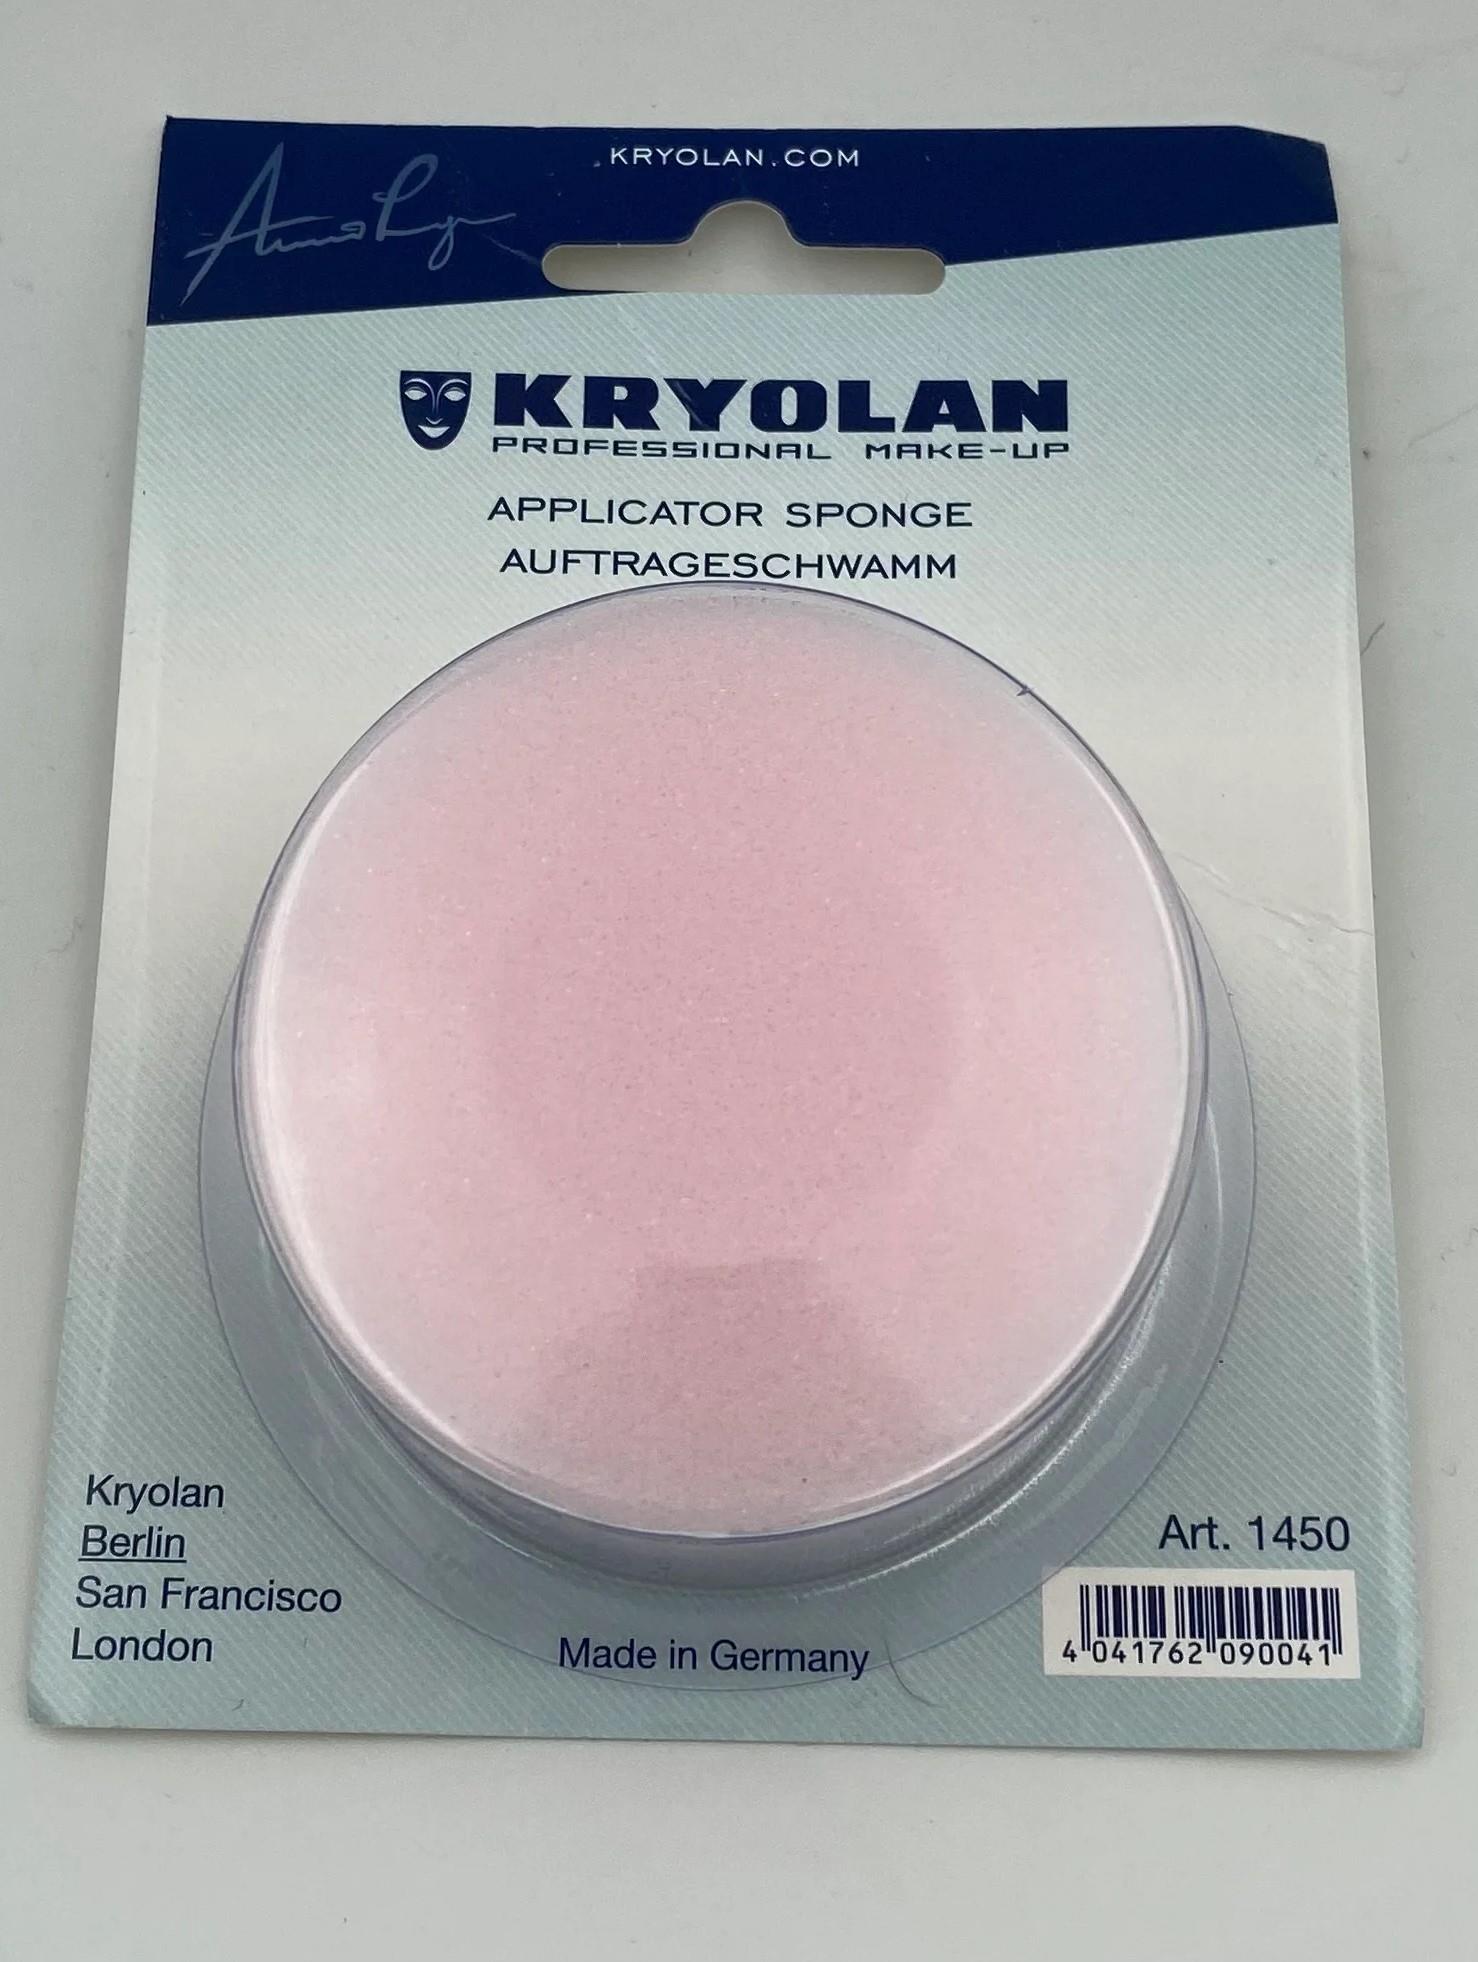 KRYOLAN.COM
KRYOLAN
PROFESSIONAL MAKE-UP
APPLICATOR SPONGE
AUFTRAGESCHWAMM
Kryolan
Berlin
San Francisco
London
Made in Germany
Art. 1450
4 041762 090041